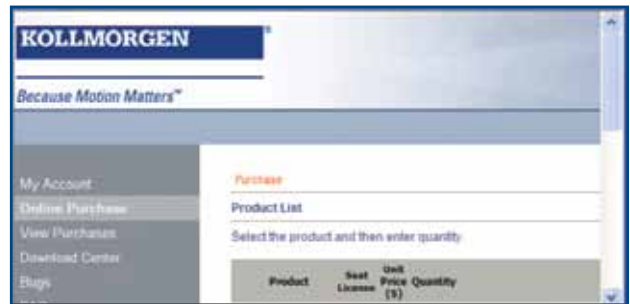 KOLLMORGEN®
Because Motion Matters™
My Account
Online Purchase
View Purchases
Download Center
Bugs
Purchase
Product List
Select the product and then enter quantity.
Product
Seat License
Unit Price ($)
Quantity